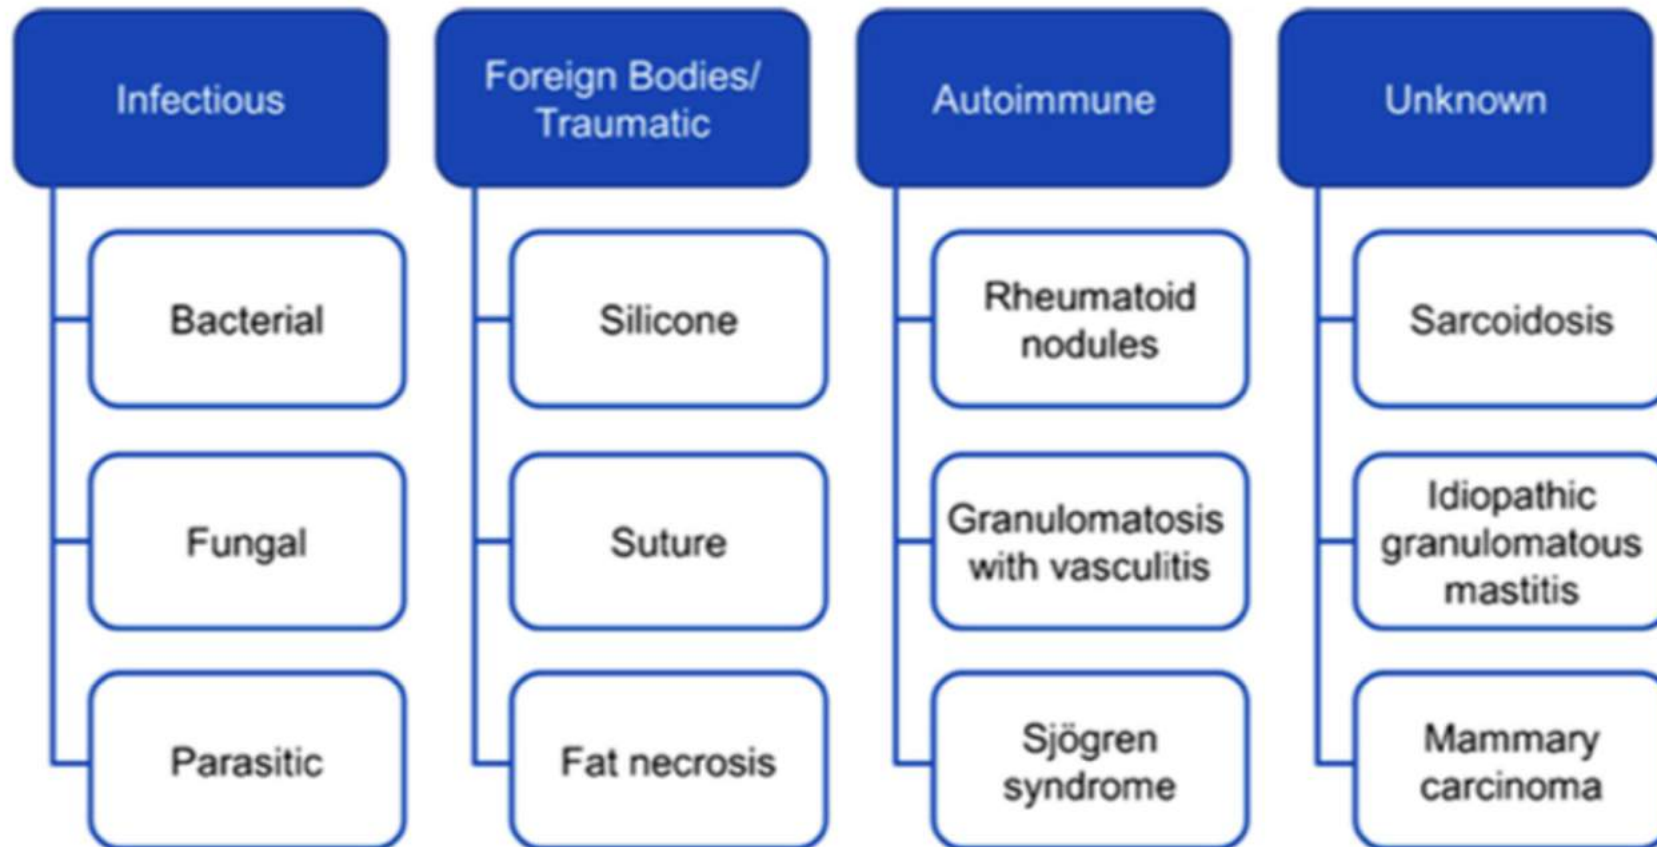 Infectious
Bacterial
Fungal
Parasitic
Foreign Bodies/
Traumatic
Silicone
Suture
Fat necrosis
Autoimmune
Rheumatoid
nodules
Granulomatosis
with vasculitis
Sjögren
syndrome
Unknown
Sarcoidosis
Idiopathic
granulomatous
mastitis
Mammary
carcinoma